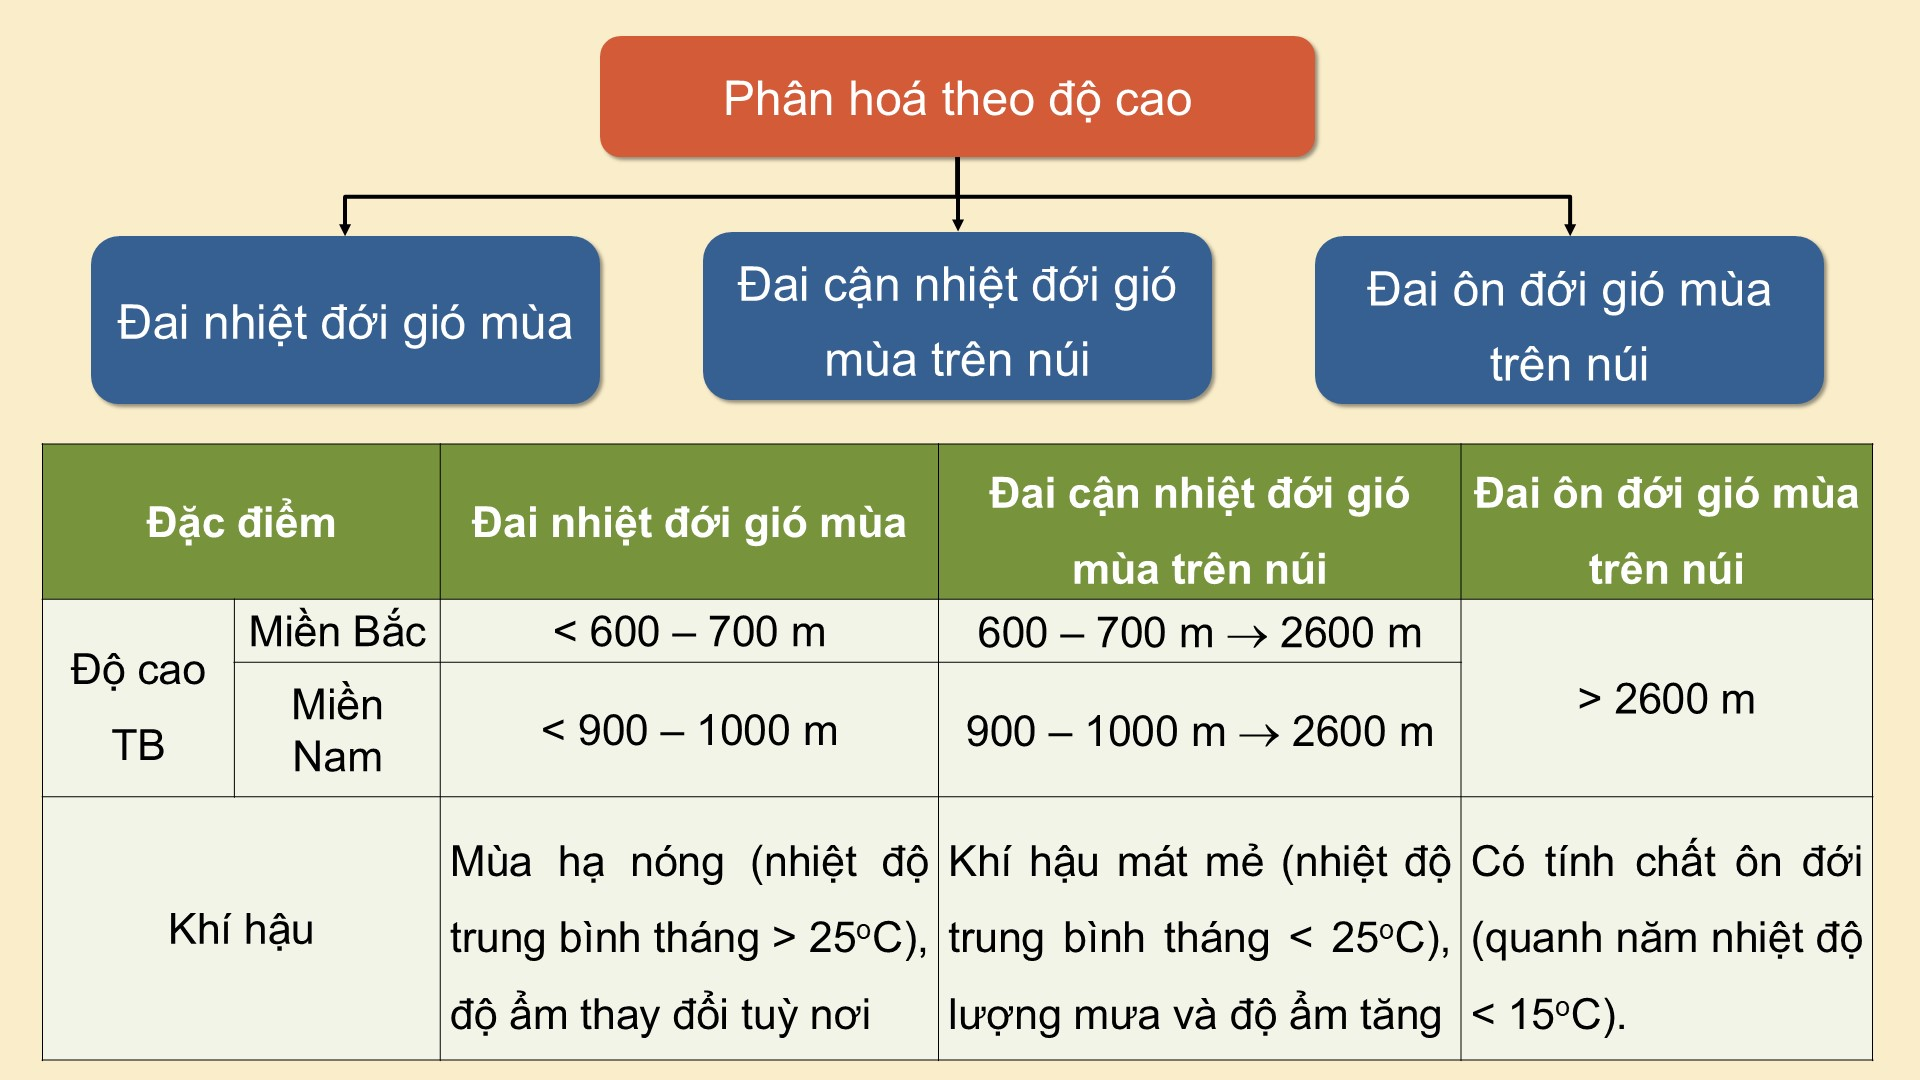 Phân hoá theo độ cao
Đai nhiệt đới gió mùa
Đai cận nhiệt đới gió
mùa trên núi
Đai ôn đới gió mùa
trên núi
Đặc điểm
Đai nhiệt đới gió mùa
Đai cận nhiệt đới gió
mùa trên núi
Đai ôn đới gió mùa
trên núi
Độ cao
TB
Miền Bắc
< 600 – 700 m
600 – 700 m → 2600 m
> 2600 m
Miền
Nam
< 900 – 1000 m
900 – 1000 m → 2600 m
Khí hậu
Mùa hạ nóng (nhiệt độ
trung bình tháng > 25ºC),
độ ẩm thay đổi tuỳ nơi
Khí hậu mát mẻ (nhiệt độ
trung bình tháng < 25ºC),
lượng mưa và độ ẩm tăng
Có tính chất ôn đới
(quanh năm nhiệt độ
< 15ºC).